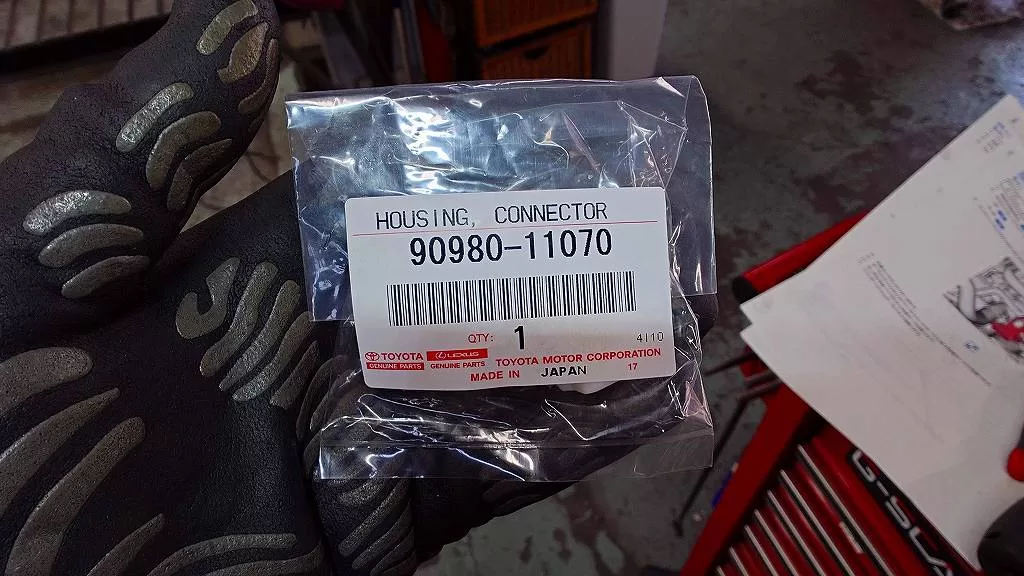 HOUSING, CONNECTOR
90980-11070
QTY: 1
4I10
TOYOTA
GENUINE PARTS
LEXUS
GENUINE PARTS
TOYOTA MOTOR CORPORATION
MADE IN JAPAN
17